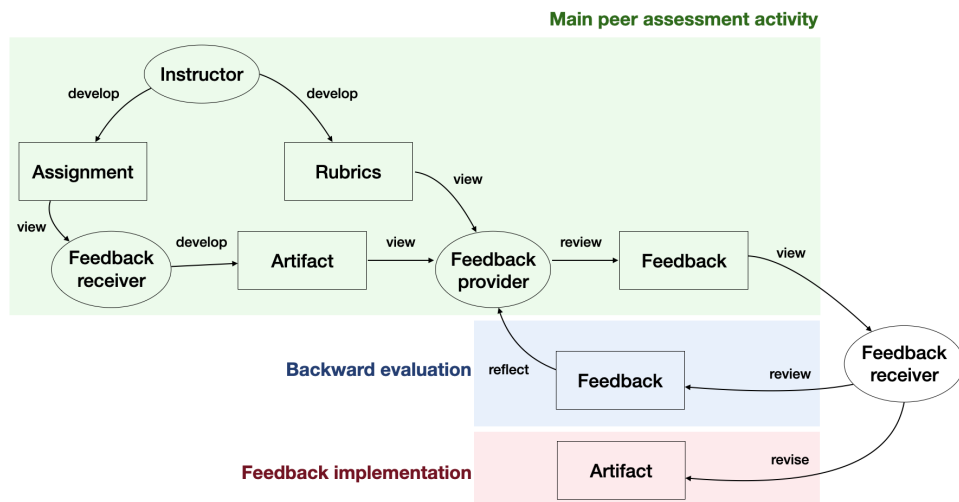 Main peer assessment activity
Instructor
develop
develop
Assignment
Rubrics
view
view
Feedback
receiver
develop
Artifact
view
Feedback
provider
review
Feedback
view
Backward evaluation
reflect
Feedback
review
Feedback
receiver
Feedback implementation
Artifact
revise